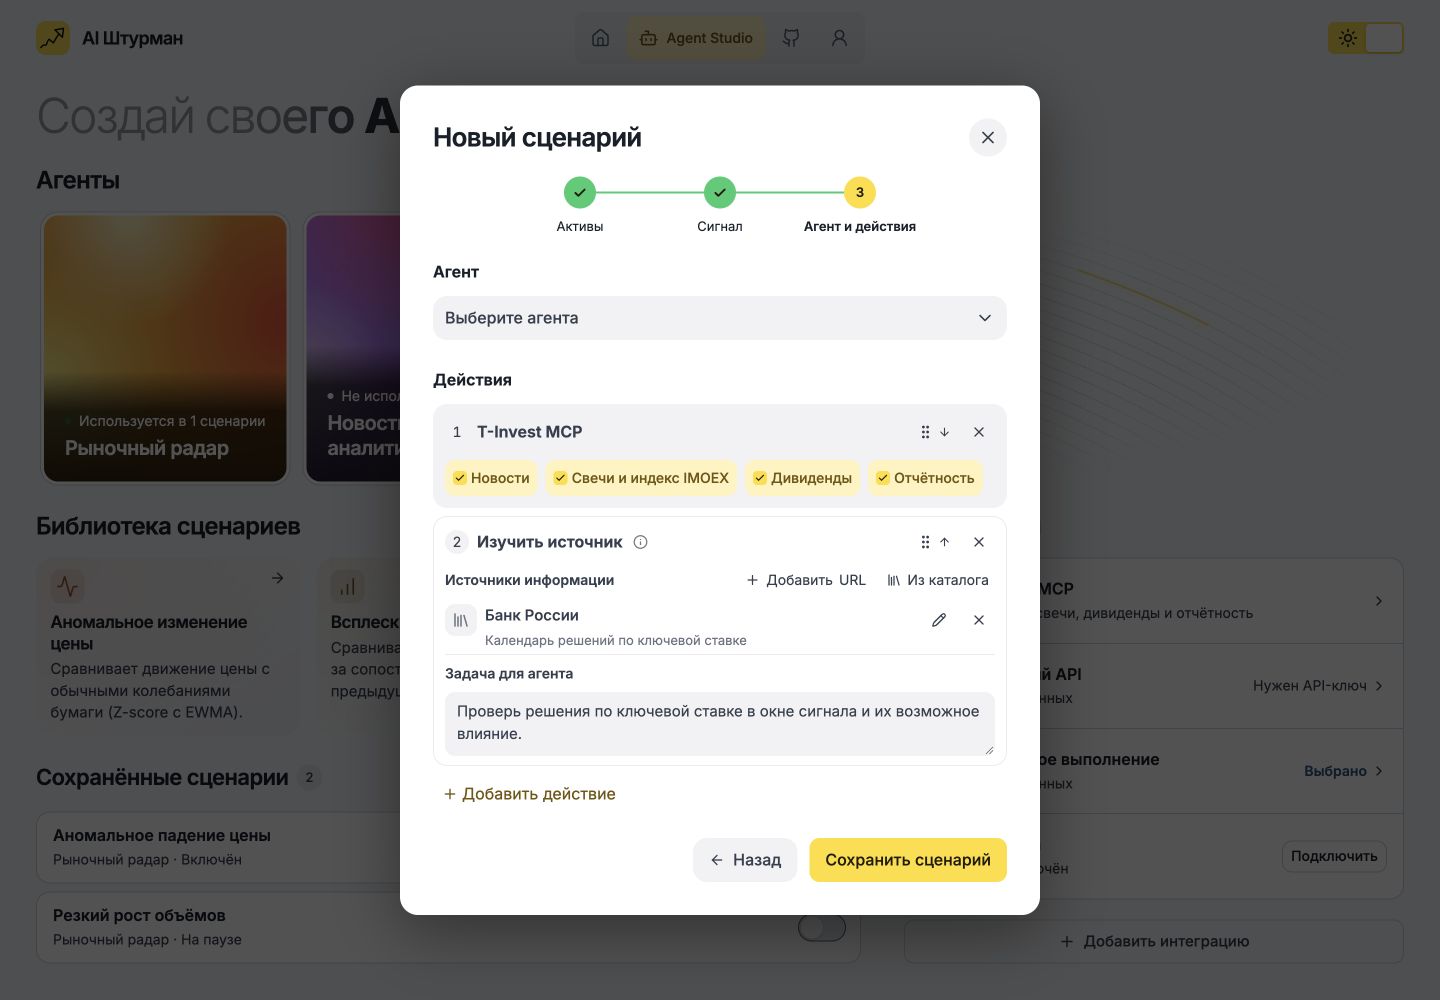 AI Штурман
Agent Studio
Создай своего А
Агенты
Используется в 1 сценарии
Рыночный радар
Не испол
Новост
аналити
Библиотека сценариев
Аномальное изменение
цены
Сравнивает движение цены с
обычными колебаниями
бумаги (Z-score с EWMA).
Всплеск
Сравнива
за сопост
предыду
Сохранённые сценарии 2
Аномальное падение цены
Рыночный радар · Включён
Резкий рост объёмов
Рыночный радар · На паузе
Новый сценарий
3
Активы
Сигнал
Агент и действия
Агент
Выберите агента
Действия
1 T-Invest MCP
Новости
Свечи и индекс IMOEX
Дивиденды
Отчётность
2 Изучить источник
Источники информации
Добавить URL
Из каталога
Банк России
Календарь решений по ключевой ставке
Задача для агента
Проверь решения по ключевой ставке в окне сигнала и их возможное
влияние.
+ Добавить действие
Назад
Сохранить сценарий
MCP
свечи, дивиденды и отчётность
й API
нных
Нужен API-ключ
ое выполнение
нных
Выбрано
очён
Подключить
+ Добавить интеграцию